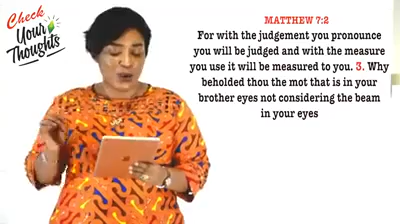 Check
Your
Thoughts
MATTHEW 7:2
For with the judgement you pronounce
you will be judged and with the measure
you use it will be measured to you. 3. Why
beholded thou the mot that is in your
brother eyes not considering the beam
in your eyes